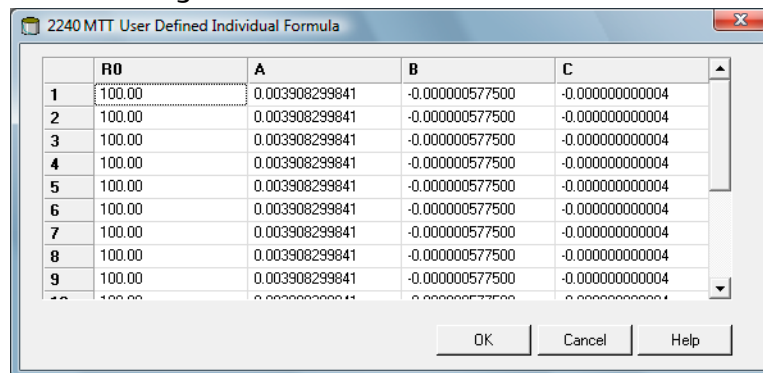 2240 MTT User Defined Individual Formula
R0 A B C
1 100.00 0.003908299841 -0.000000577500 -0.000000000004
2 100.00 0.003908299841 -0.000000577500 -0.000000000004
3 100.00 0.003908299841 -0.000000577500 -0.000000000004
4 100.00 0.003908299841 -0.000000577500 -0.000000000004
5 100.00 0.003908299841 -0.000000577500 -0.000000000004
6 100.00 0.003908299841 -0.000000577500 -0.000000000004
7 100.00 0.003908299841 -0.000000577500 -0.000000000004
8 100.00 0.003908299841 -0.000000577500 -0.000000000004
9 100.00 0.003908299841 -0.000000577500 -0.000000000004
OK Cancel Help